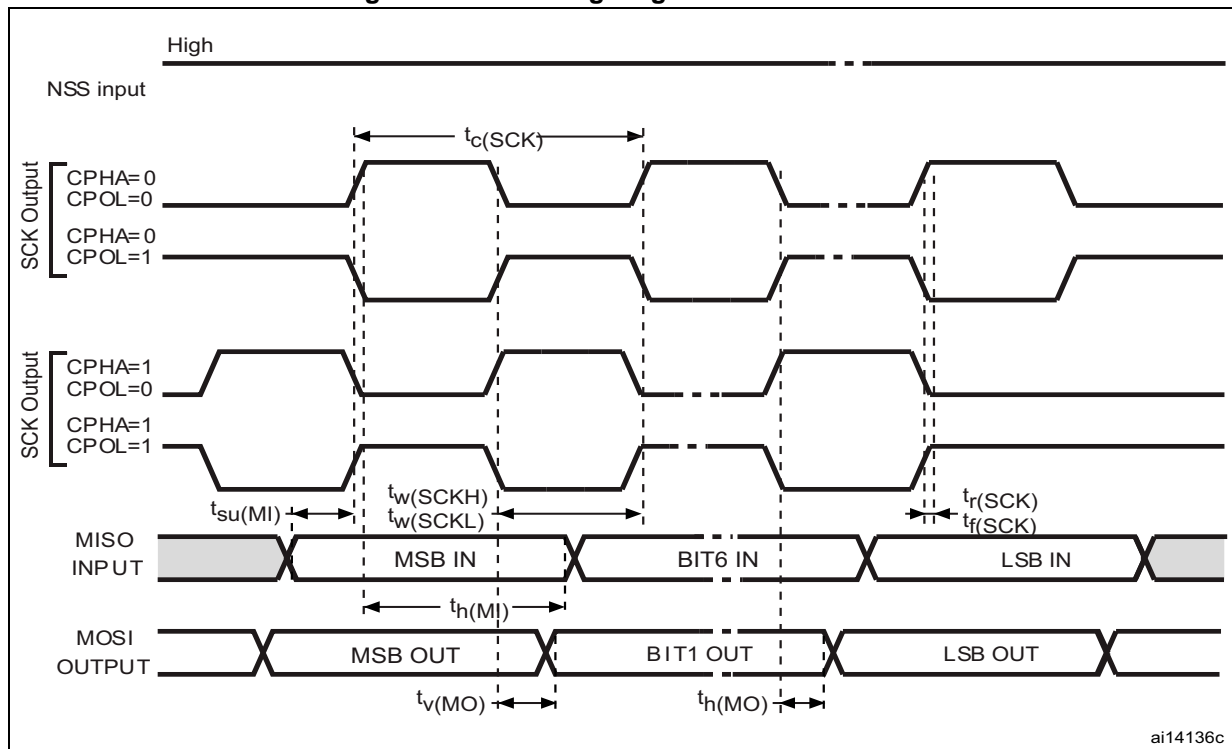 High
NSS input
tc(SCK)
SCK Output
CPHA=0
CPOL=0
CPHA=0
CPOL=1
SCK Output
CPHA=1
CPOL=0
CPHA=1
CPOL=1
tsu(MI)
tw(SCKH)
tw(SCKL)
tr(SCK)
tf(SCK)
MISO
INPUT
MSB IN
BIT6 IN
LSB IN
th(MI)
MOSI
OUTPUT
MSB OUT
BIT1 OUT
LSB OUT
tv(MO)
th(MO)
ai14136c